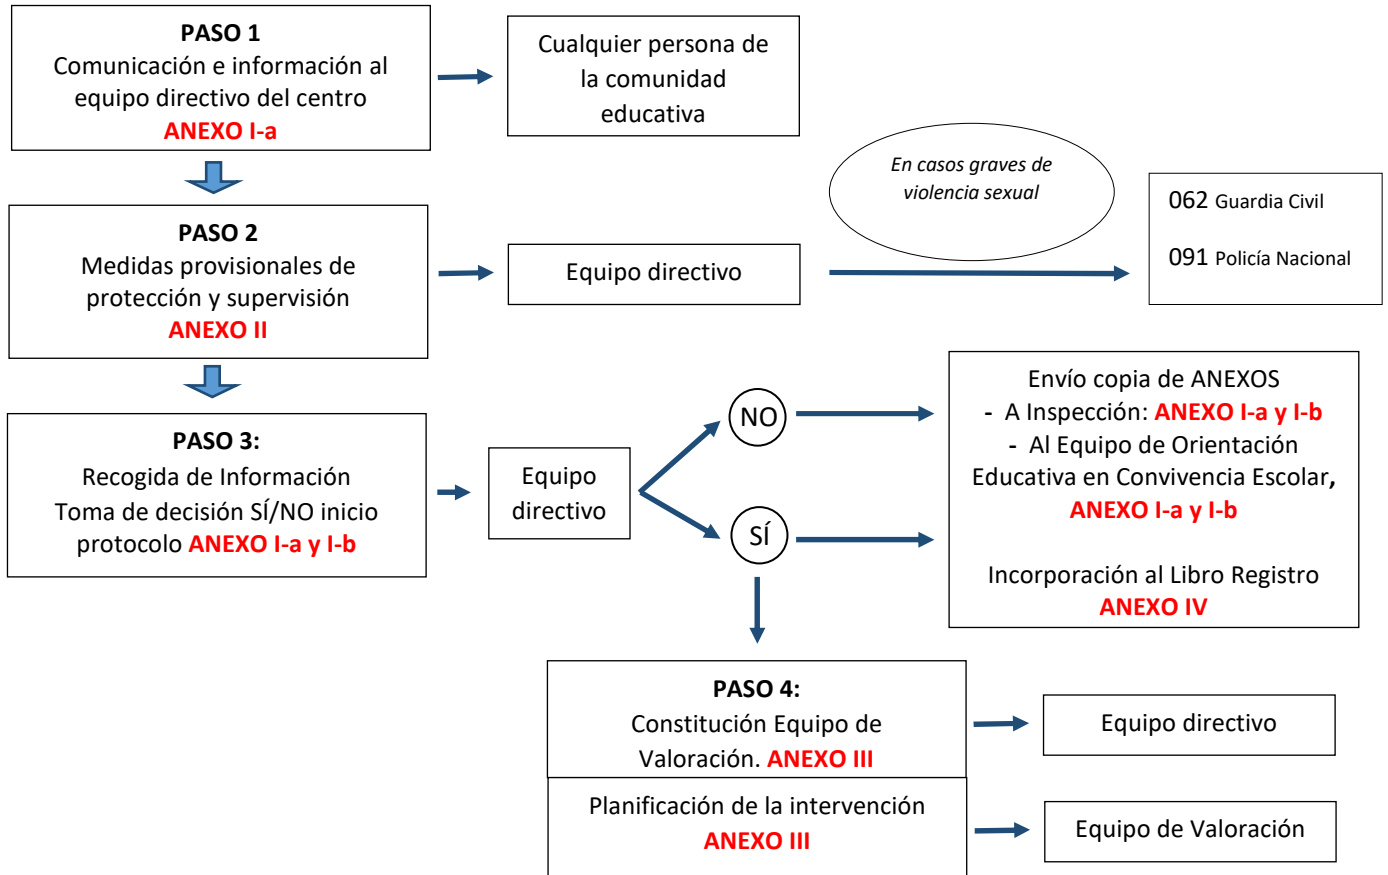 PASO 1
Comunicación e información al
equipo directivo del centro
ANEXO I-a
Cualquier persona de
la comunidad
educativa
PASO 2
Medidas provisionales de
protección y supervisión
ANEXO II
Equipo directivo
En casos graves de
violencia sexual
062 Guardia Civil
091 Policía Nacional
PASO 3:
Recogida de Información
Toma de decisión SÍ/NO inicio
protocolo ANEXO I-a y I-b
Equipo
directivo
NO
SÍ
Envío copia de ANEXOS
- A Inspección: ANEXO I-a y I-b
- Al Equipo de Orientación
Educativa en Convivencia Escolar,
ANEXO I-a y I-b
Incorporación al Libro Registro
ANEXO IV
PASO 4:
Constitución Equipo de
Valoración. ANEXO III
Equipo directivo
Planificación de la intervención
ANEXO III
Equipo de Valoración